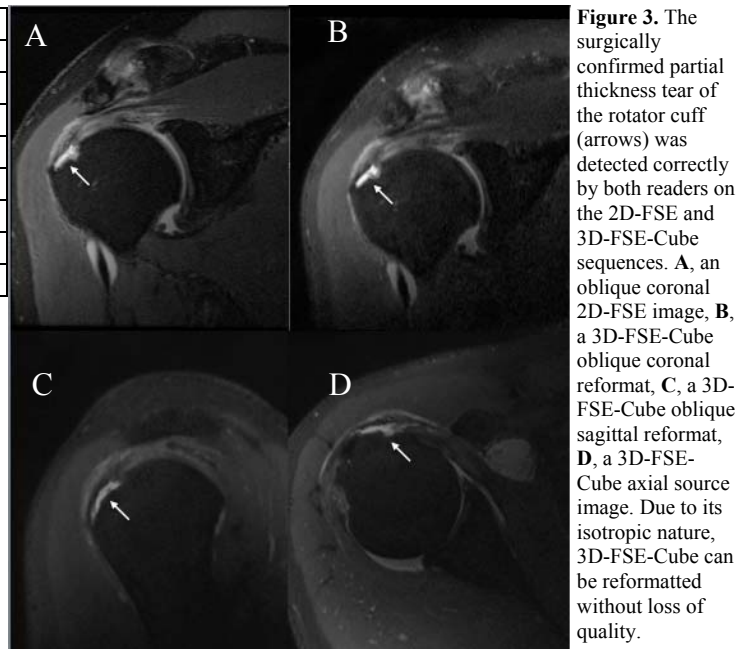 A
B
C
D
Figure 3. The
surgically
confirmed partial
thickness tear of
the rotator cuff
(arrows) was
detected correctly
by both readers on
the 2D-FSE and
3D-FSE-Cube
sequences. A, an
oblique coronal
2D-FSE image, B,
a 3D-FSE-Cube
oblique coronal
reformat, C, a 3D-
FSE-Cube oblique
sagittal reformat,
D, a 3D-FSE-
Cube axial source
image. Due to its
isotropic nature,
3D-FSE-Cube can
be reformatted
without loss of
quality.